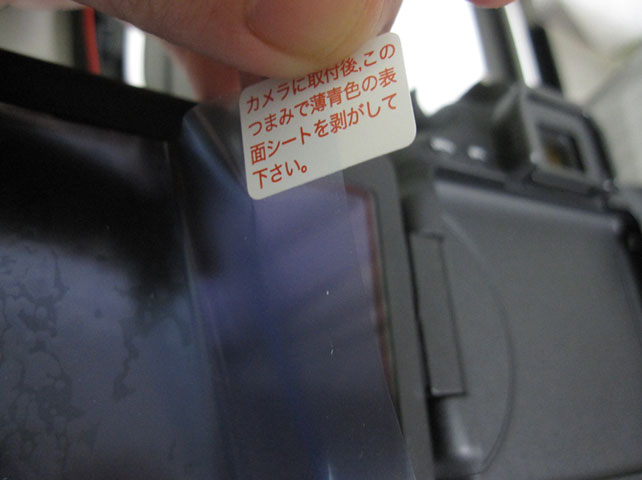 カメラに取付後,この
つまみで薄青色の表
面シートを剥がして
下さい。